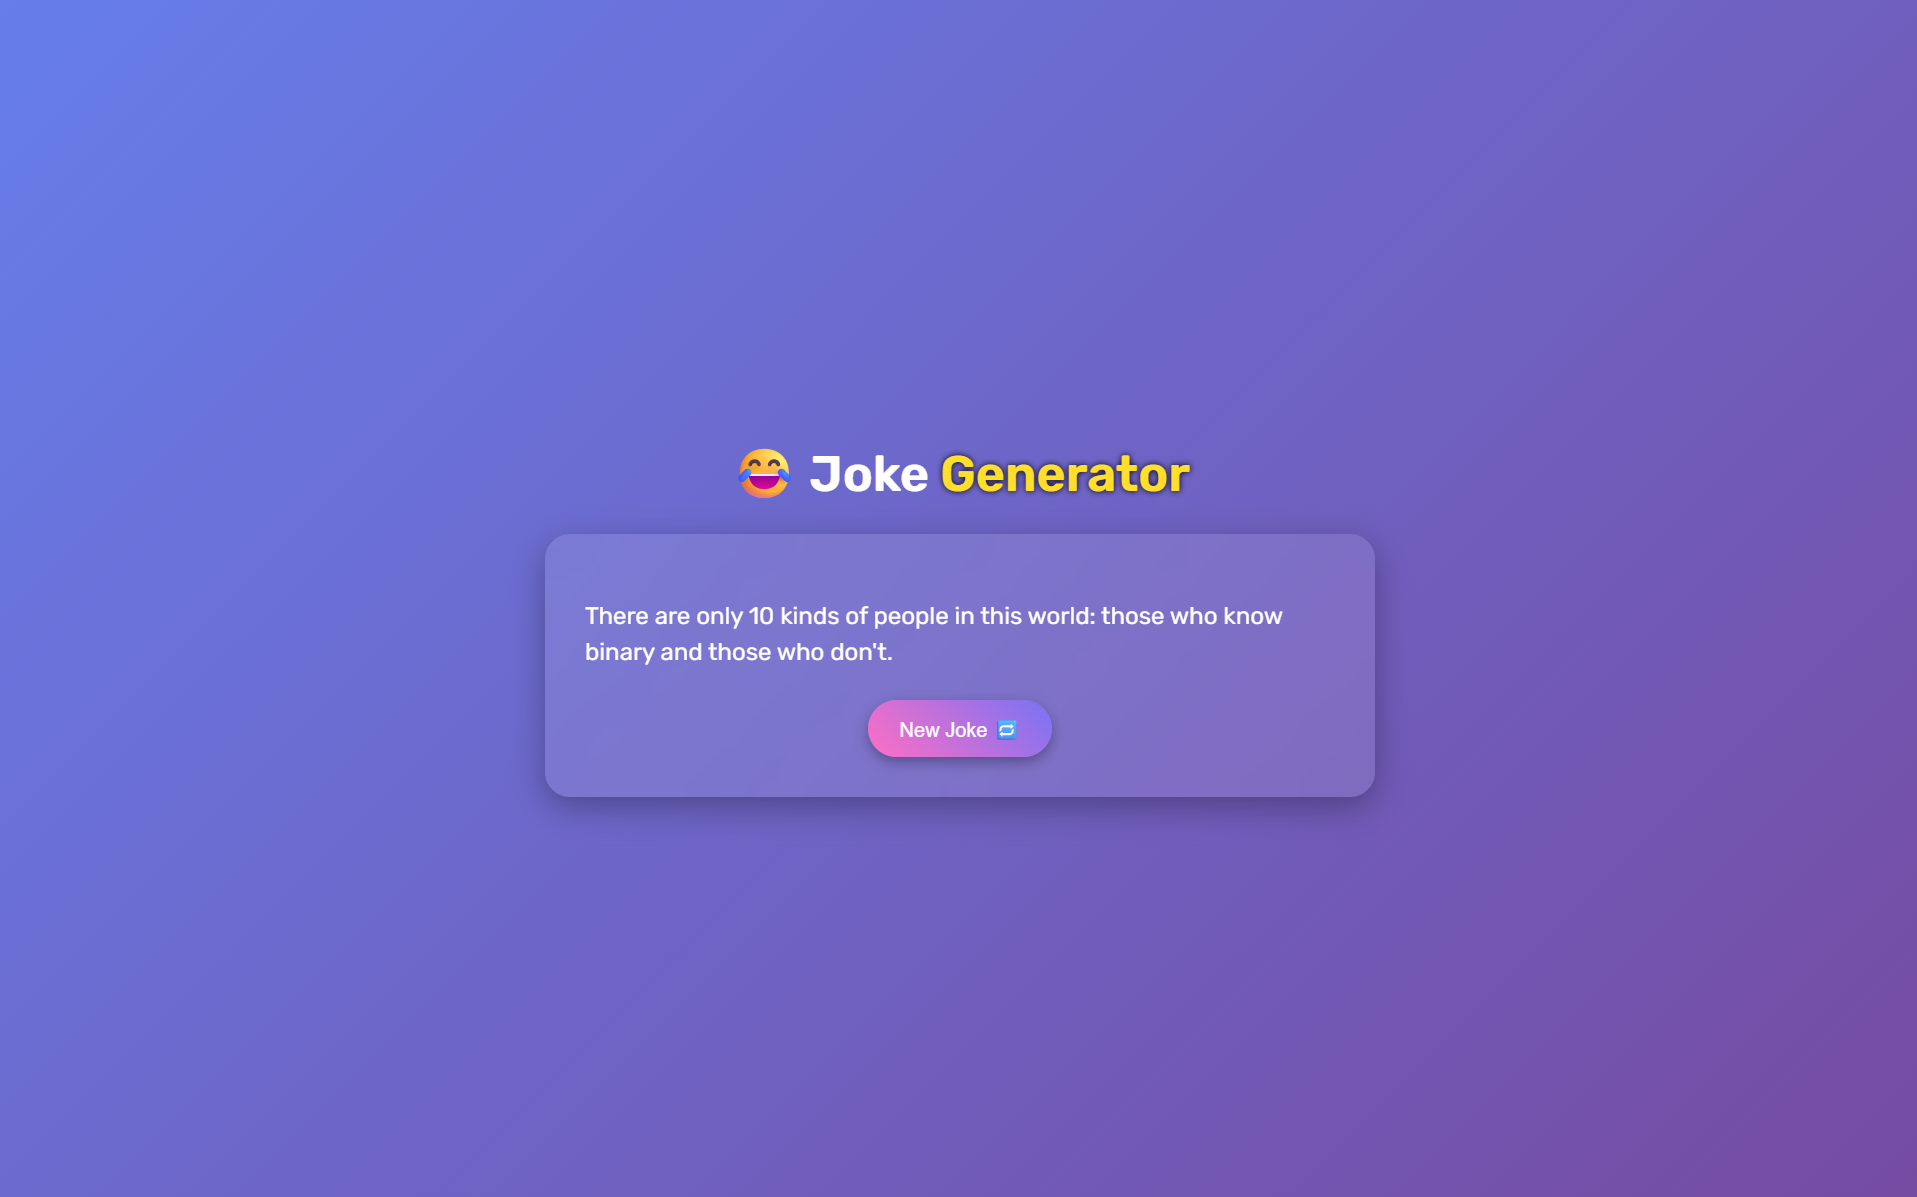 😂 Joke Generator
There are only 10 kinds of people in this world: those who know
binary and those who don't.
New Joke 🔁